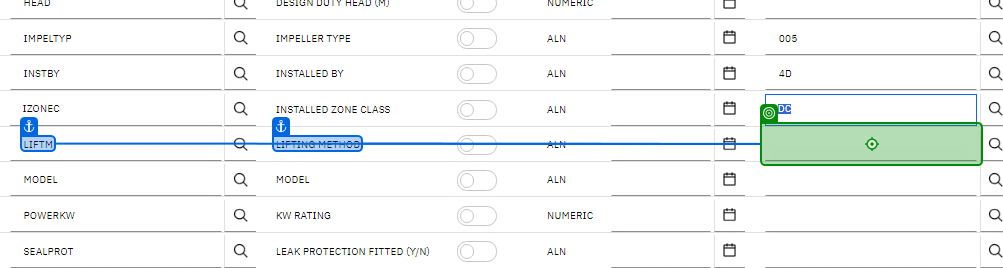 HEAD DESIGN DUTY HEAD (M) NUMERIC
IMPELTYP IMPELLER TYPE ALN 005
INSTBY INSTALLED BY ALN 4D
IZONEC INSTALLED ZONE CLASS ALN DC
LIFTM LIFTING METHOD ALN
MODEL MODEL ALN
POWERKW KW RATING NUMERIC
SEALPROT LEAK PROTECTION FITTED (Y/N) ALN